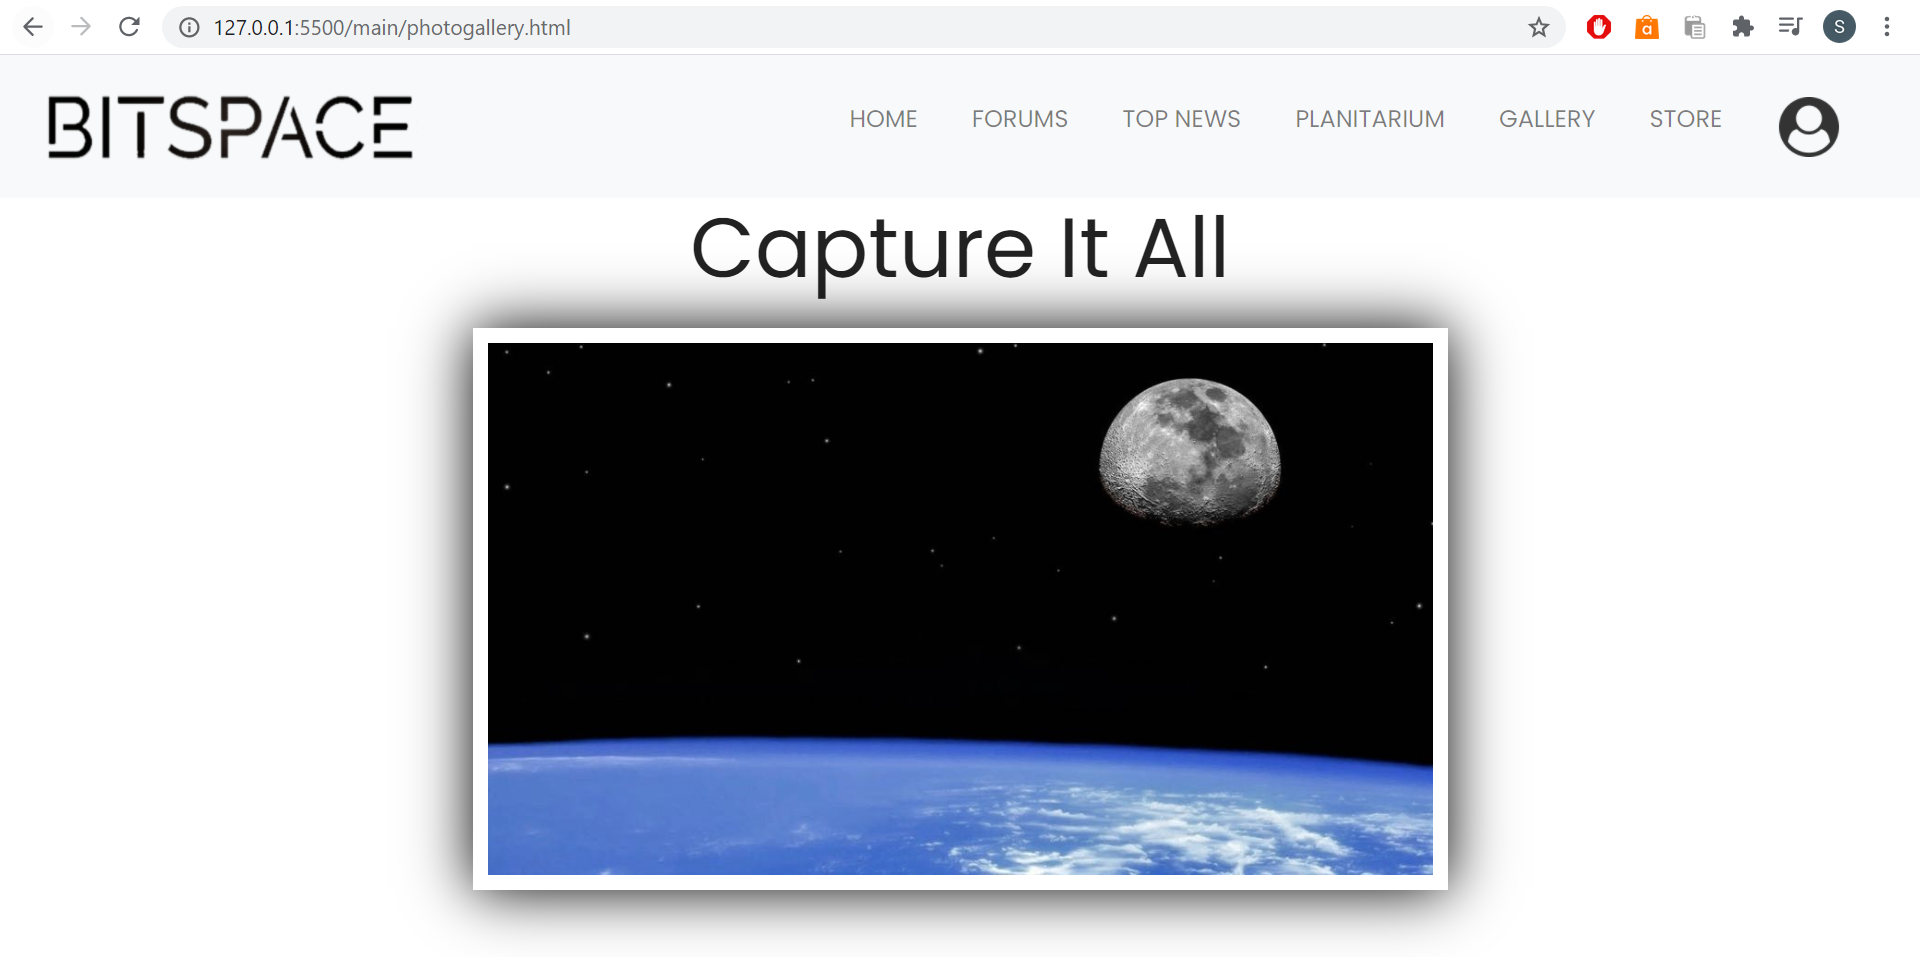 127.0.0.1:5500/main/photogallery.html
a
S
BITSPACE
HOME FORUMS TOP NEWS PLANITARIUM GALLERY STORE
Capture It All